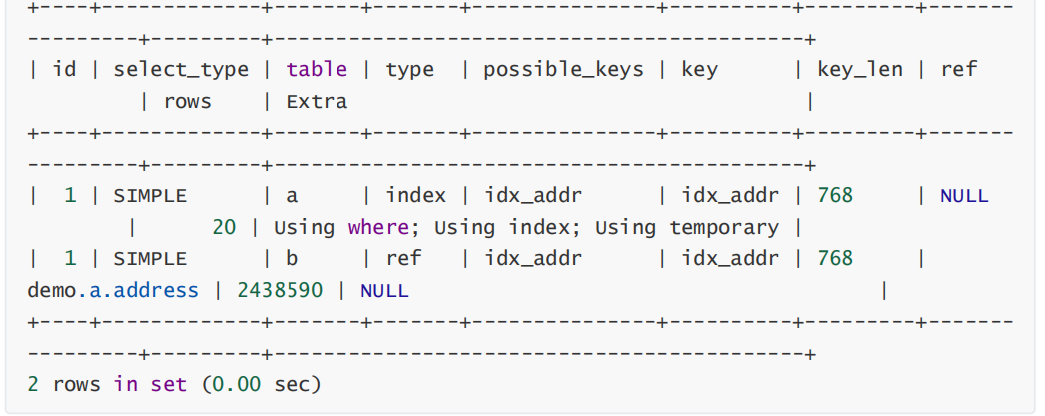 +----+-------------+-------+-------+---------------+----------+---------+-------
---------+---------+-------------------------------------------+
| id | select_type | table | type  | possible_keys | key      | key_len | ref
         | rows    | Extra                                     |
+----+-------------+-------+-------+---------------+----------+---------+-------
---------+---------+-------------------------------------------+
|  1 | SIMPLE      | a     | index | idx_addr      | idx_addr | 768     | NULL
        |      20 | Using where; Using index; Using temporary |
|  1 | SIMPLE      | b     | ref   | idx_addr      | idx_addr | 768     |
demo.a.address | 2438590 | NULL                                      |
+----+-------------+-------+-------+---------------+----------+---------+-------
---------+---------+-------------------------------------------+
2 rows in set (0.00 sec)